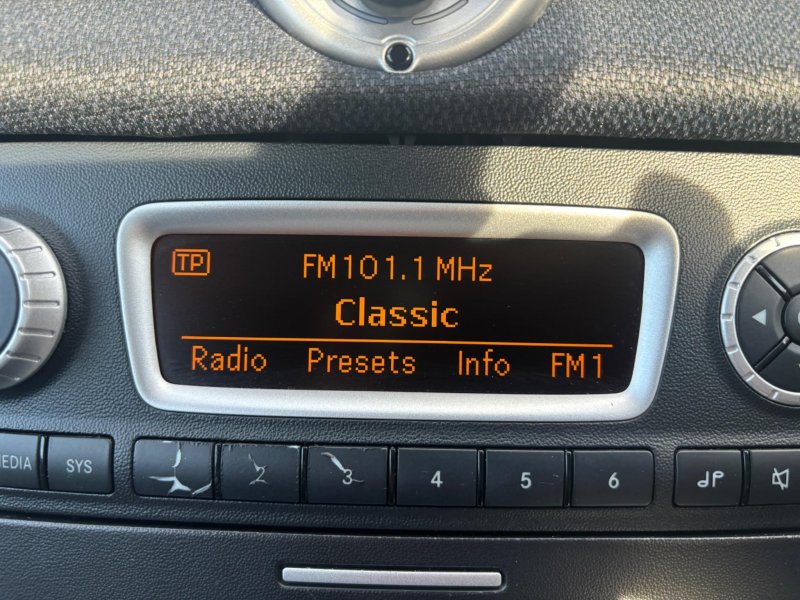 TP
FM101.1 MHz
Classic
Radio Presets Info FM1
MEDIA SYS 2 3 4 5 6